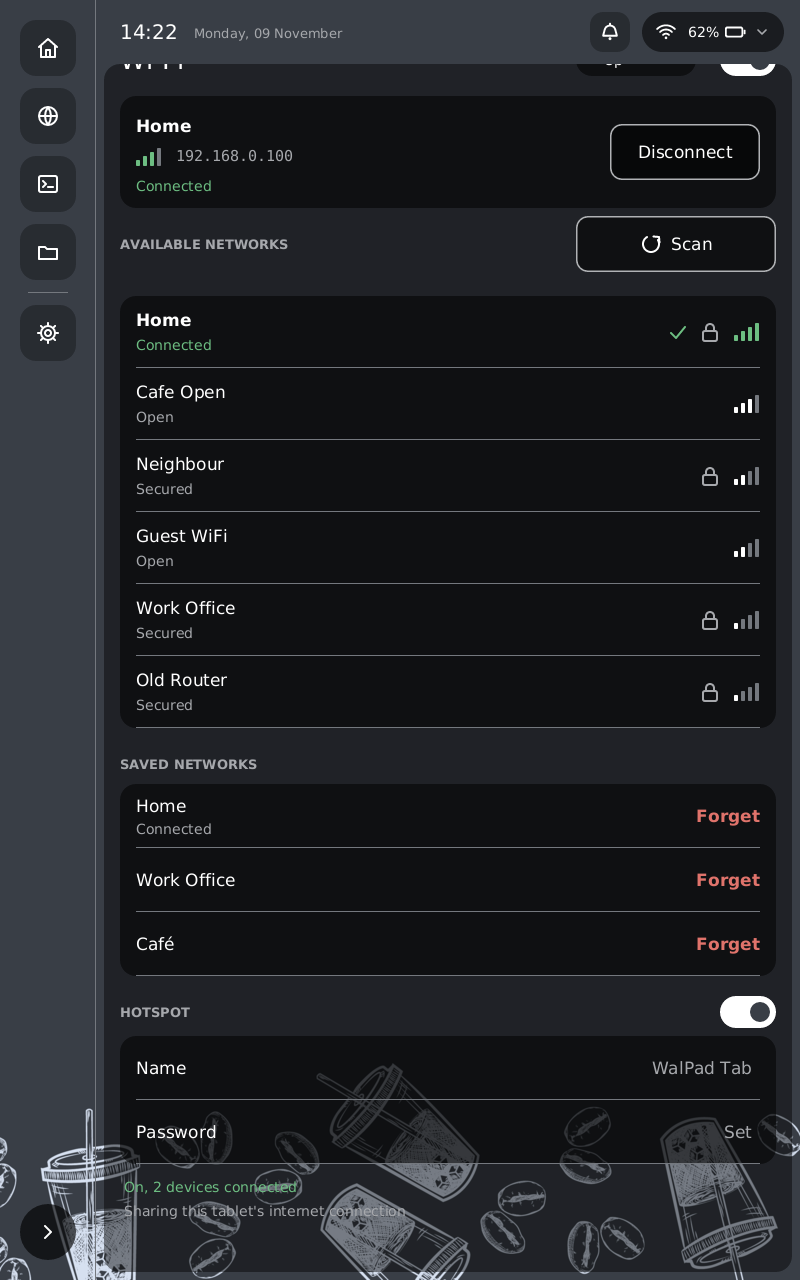 14:22 Monday, 09 November
62%
Home
192.168.0.100
Connected
Disconnect
AVAILABLE NETWORKS
Scan
Home
Connected
Cafe Open
Open
Neighbour
Secured
Guest WiFi
Open
Work Office
Secured
Old Router
Secured
SAVED NETWORKS
Home
Connected
Forget
Work Office
Forget
Café
Forget
HOTSPOT
Name
WalPad Tab
Password
Set
On, 2 devices connected
Sharing this tablet's internet connection